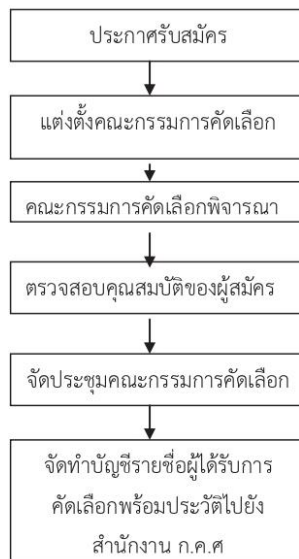 ประกาศรับสมัคร
แต่งตั้งคณะกรรมการคัดเลือก
คณะกรรมการคัดเลือกพิจารณา
ตรวจสอบคุณสมบัติของผู้สมัคร
จัดประชุมคณะกรรมการคัดเลือก
จัดทำบัญชีรายชื่อผู้ได้รับการ
คัดเลือกพร้อมประวัติไปยัง
สำนักงาน ก.ค.ศ